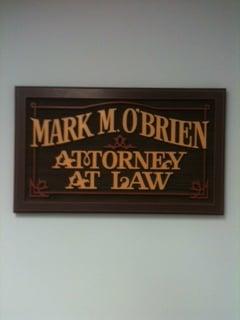 MARK M. O'BRIEN
ATTORNEY
AT LAW